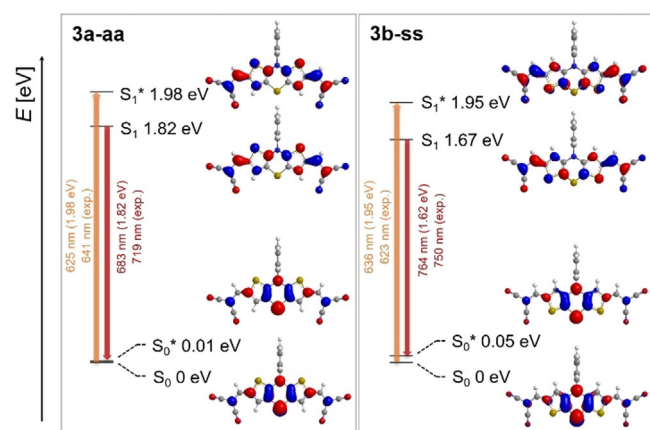 E [eV]
3a-aa
S1* 1.98 eV
S1 1.82 eV
625 nm (1.98 eV)
641 nm (exp.)
683 nm (1.82 eV)
719 nm (exp.)
S0* 0.01 eV
S0 0 eV
3b-ss
S1* 1.95 eV
S1 1.67 eV
636 nm (1.95 eV)
623 nm (exp.)
764 nm (1.62 eV)
750 nm (exp.)
S0* 0.05 eV
S0 0 eV